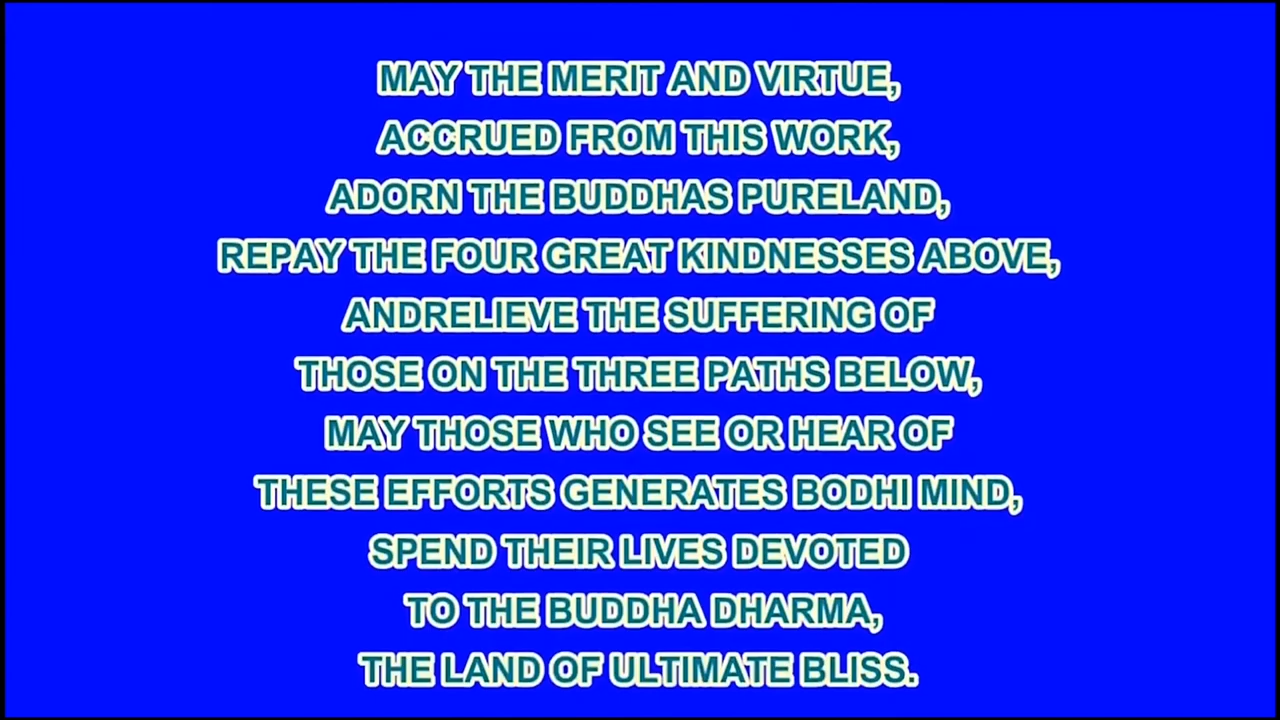 MAY THE MERIT AND VIRTUE,
ACCRUED FROM THIS WORK,
ADORN THE BUDDHAS PURELAND,
REPAY THE FOUR GREAT KINDNESSES ABOVE,
ANDRELIEVE THE SUFFERING OF
THOSE ON THE THREE PATHS BELOW,
MAY THOSE WHO SEE OR HEAR OF
THESE EFFORTS GENERATES BODHI MIND,
SPEND THEIR LIVES DEVOTED
TO THE BUDDHA DHARMA,
THE LAND OF ULTIMATE BLISS.